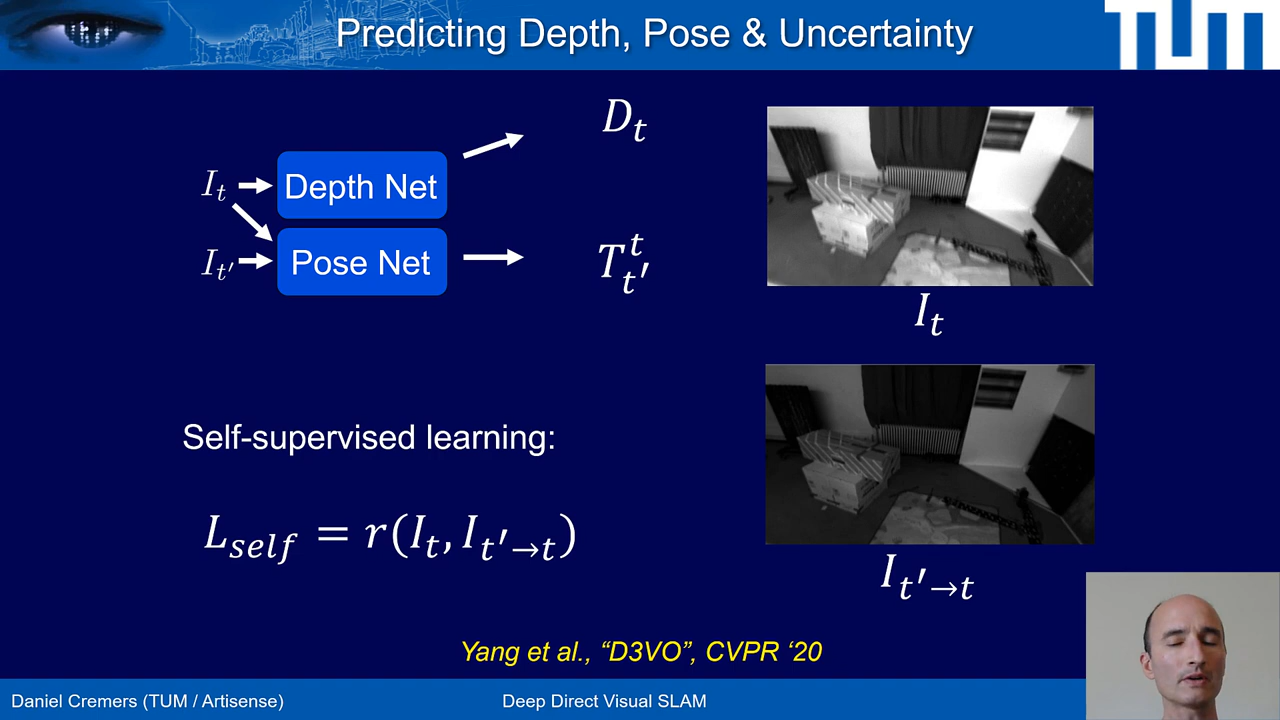 Predicting Depth, Pose & Uncertainty
TUM
D_t
I_t
Depth Net
I_t'
Pose Net
T_t'^t
I_t
Self-supervised learning:
L_self = r(I_t, I_t'→t)
I_t'→t
Yang et al., “D3VO”, CVPR ‘20
Daniel Cremers (TUM / Artisense)
Deep Direct Visual SLAM